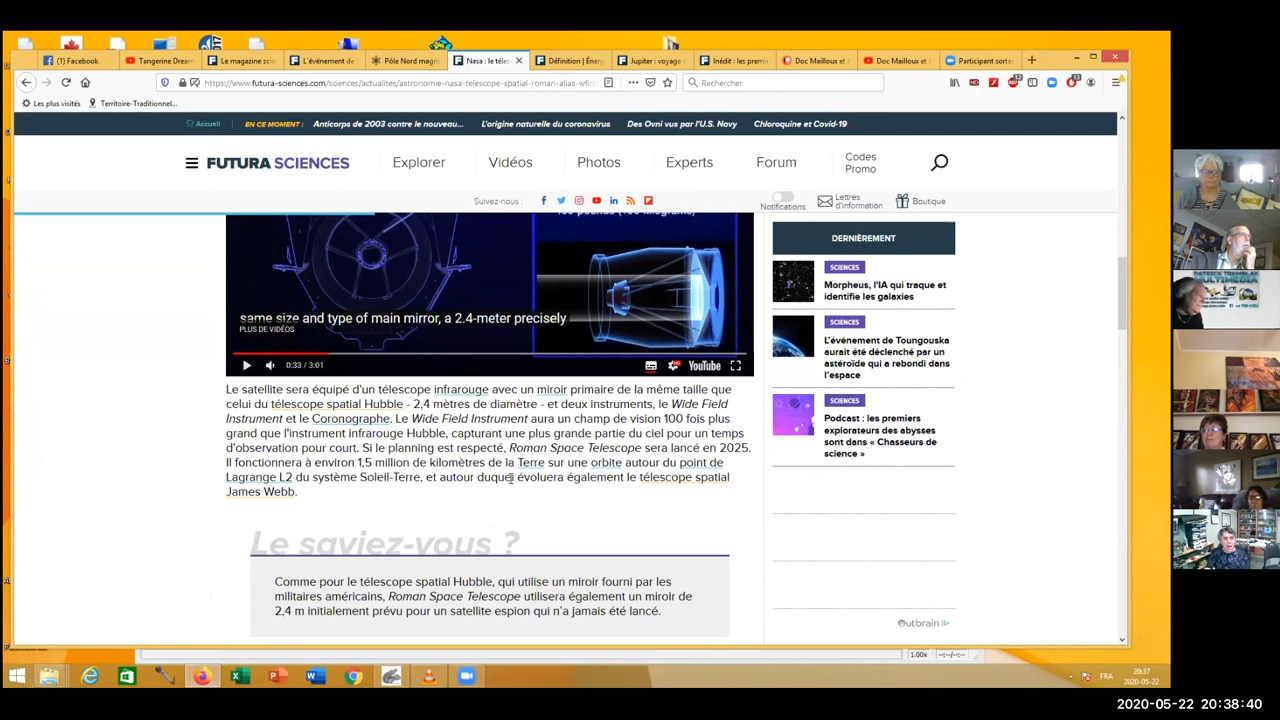 (1) Facebook
Tangerine Dream
Le magazine scie
L'événement de
Pôle Nord magn
Nasa : le téle
Définition | Énerg
Jupiter : voyage
Inédit : les premi
Doc Mailloux et
Doc Mailloux et
Participant sortan
https://www.futura-sciences.com/sciences/actualites/astronomie-nasa-telescope-spatial-roman-alias-wfirs
Rechercher
Les plus visités
Territoire-Traditionnel...
Accueil
EN CE MOMENT :
Anticorps de 2003 contre le nouveau...
L'origine naturelle du coronavirus
Des Ovni vus par l'U.S. Navy
Chloroquine et Covid-19
FUTURA SCIENCES
Explorer
Vidéos
Photos
Experts
Forum
Codes
Promo
Suivez-nous :
Notifications
Lettres
d'information
Boutique
same size and type of main mirror, a 2.4-meter precisely
PLUS DE VIDÉOS
0:33 / 3:01
YouTube
Le satellite sera équipé d'un télescope infrarouge avec un miroir primaire de la même taille que
celui du télescope spatial Hubble - 2,4 mètres de diamètre - et deux instruments, le Wide Field
Instrument et le Coronographe. Le Wide Field Instrument aura un champ de vision 100 fois plus
grand que l'instrument infrarouge Hubble, capturant une plus grande partie du ciel pour un temps
d'observation pour court. Si le planning est respecté, Roman Space Telescope sera lancé en 2025.
Il fonctionnera à environ 1,5 million de kilomètres de la Terre sur une orbite autour du point de
Lagrange L2 du système Soleil-Terre, et autour duquel évoluera également le télescope spatial
James Webb.
Le saviez-vous ?
Comme pour le télescope spatial Hubble, qui utilise un miroir fourni par les
militaires américains, Roman Space Telescope utilisera également un miroir de
2,4 m initialement prévu pour un satellite espion qui n'a jamais été lancé.
DERNIÈREMENT
SCIENCES
Morpheus, l'IA qui traque et
identifie les galaxies
SCIENCES
L'événement de Toungouska
aurait été déclenché par un
astéroïde qui a rebondi dans
l'espace
SCIENCES
Podcast : les premiers
explorateurs des abysses
sont dans « Chasseurs de
science »
Outbrain
1.00x
--:--/--:--
FRA
20:37
2020-05-22
PATRICK TREMBLAY
MULTIMÉDIA
2020-05-22 20:38:40